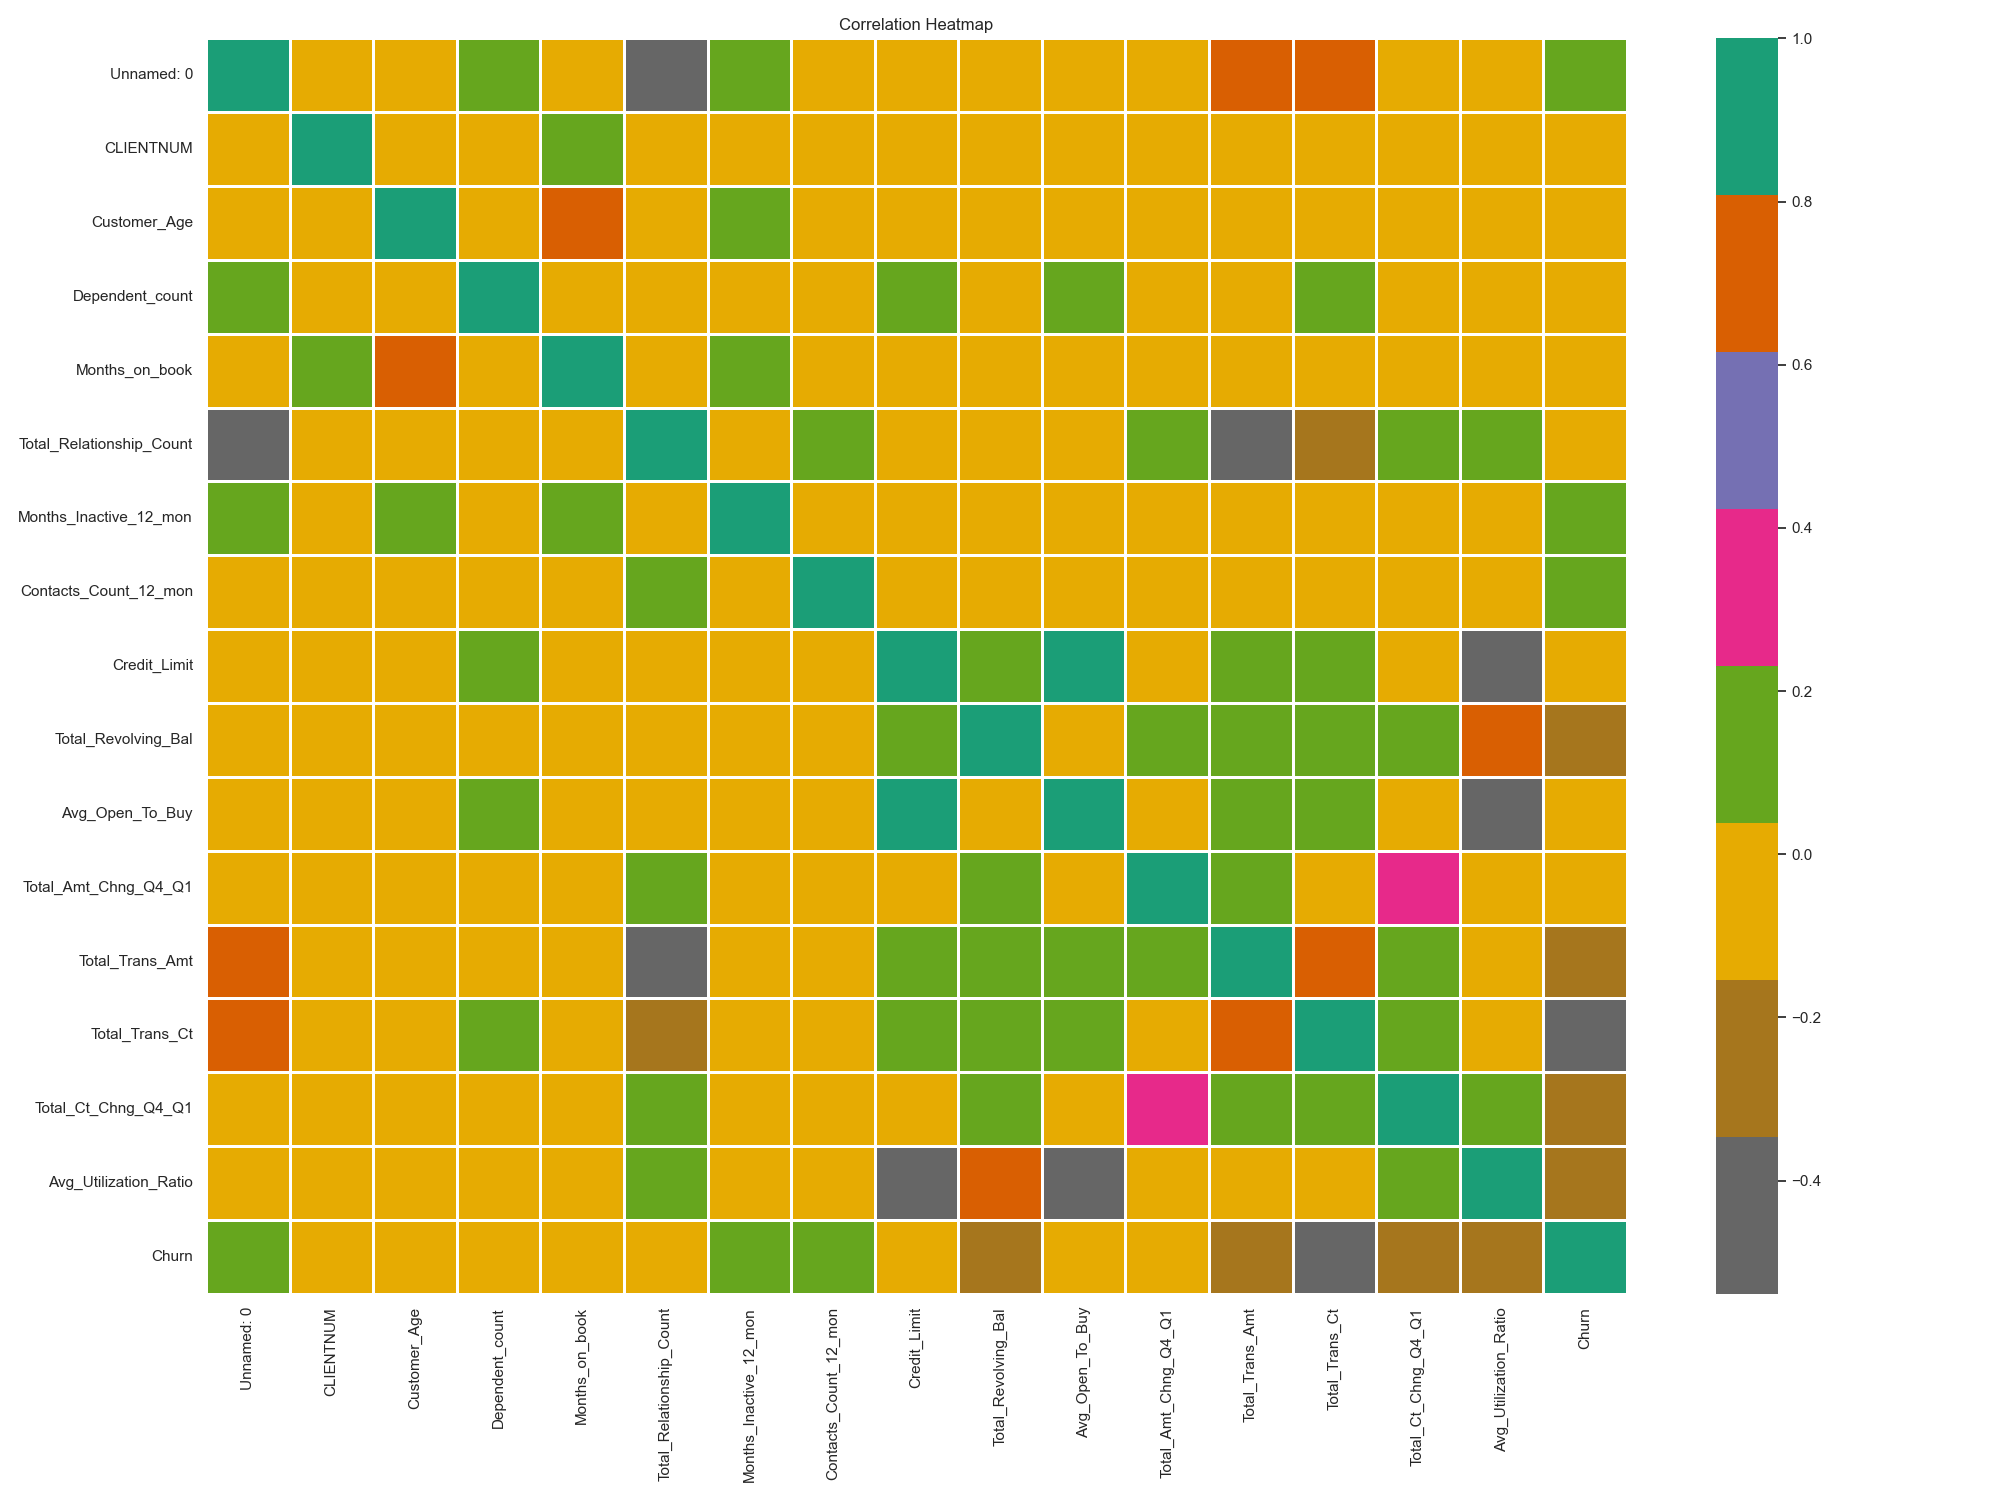 Correlation Heatmap
Unnamed: 0
CLIENTNUM
Customer_Age
Dependent_count
Months_on_book
Total_Relationship_Count
Months_Inactive_12_mon
Contacts_Count_12_mon
Credit_Limit
Total_Revolving_Bal
Avg_Open_To_Buy
Total_Amt_Chng_Q4_Q1
Total_Trans_Amt
Total_Trans_Ct
Total_Ct_Chng_Q4_Q1
Avg_Utilization_Ratio
Churn
Unnamed: 0
CLIENTNUM
Customer_Age
Dependent_count
Months_on_book
Total_Relationship_Count
Months_Inactive_12_mon
Contacts_Count_12_mon
Credit_Limit
Total_Revolving_Bal
Avg_Open_To_Buy
Total_Amt_Chng_Q4_Q1
Total_Trans_Amt
Total_Trans_Ct
Total_Ct_Chng_Q4_Q1
Avg_Utilization_Ratio
Churn
1.0
0.8
0.6
0.4
0.2
0.0
−0.2
−0.4